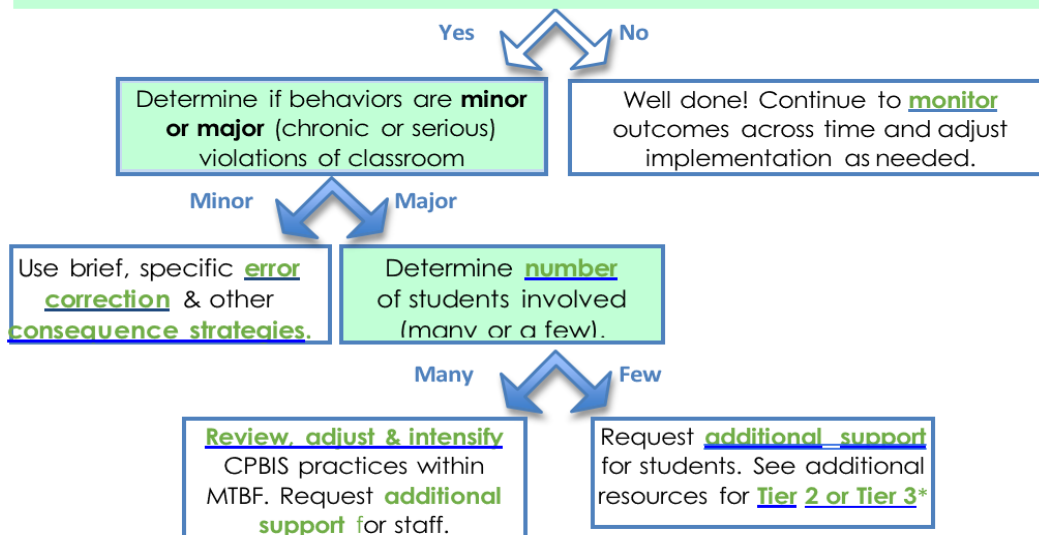 Yes
No
Determine if behaviors are minor
or major (chronic or serious)
violations of classroom
Well done! Continue to monitor
outcomes across time and adjust
implementation as needed.
Minor
Major
Use brief, specific error
correction & other
consequence strategies.
Determine number
of students involved
(many or a few).
Many
Few
Review, adjust & intensify
CPBIS practices within
MTBF. Request additional
support for staff.
Request additional support
for students. See additional
resources for Tier 2 or Tier 3*